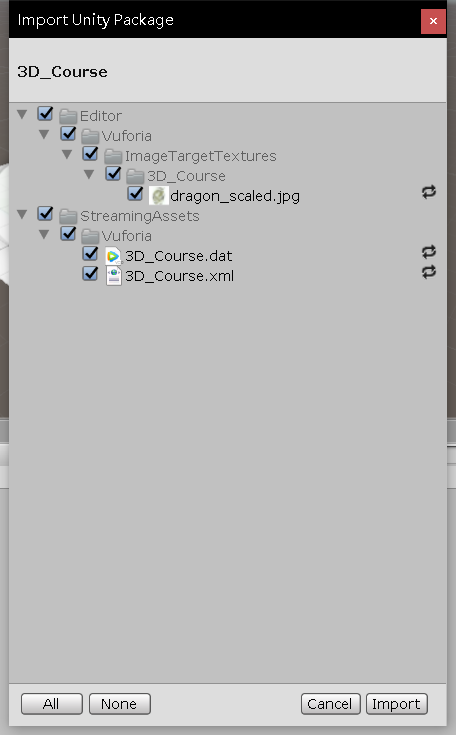 Import Unity Package
3D_Course
Editor
Vuforia
ImageTargetTextures
3D_Course
dragon_scaled.jpg
StreamingAssets
Vuforia
3D_Course.dat
3D_Course.xml
All None Cancel Import